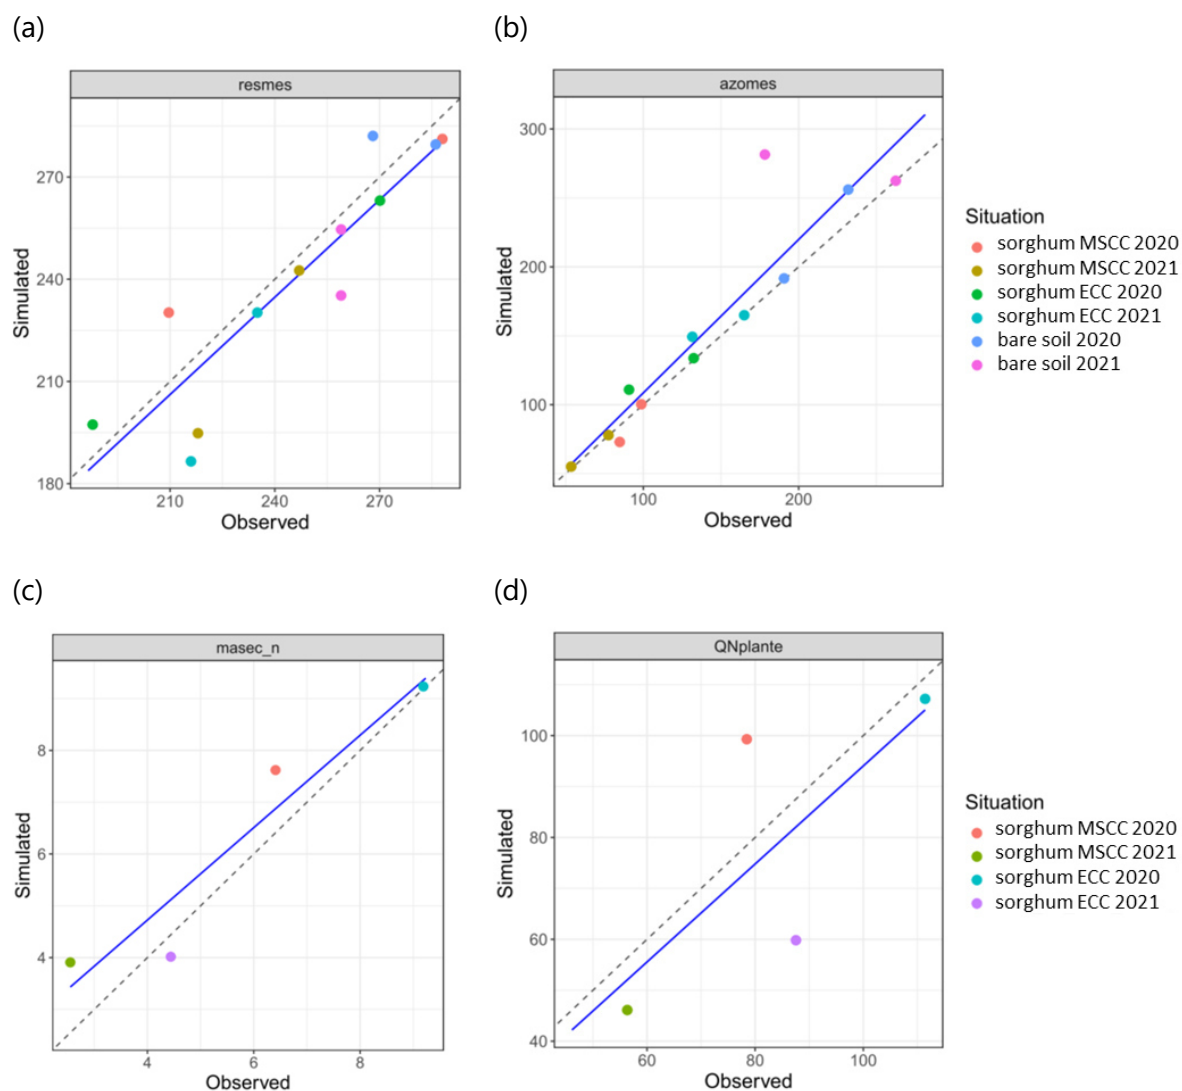 (a)
(b)
resmes
azomes
270
240
210
180
Simulated
210
240
270
Observed
300
200
100
Simulated
100
200
Observed
Situation
sorghum MSCC 2020
sorghum MSCC 2021
sorghum ECC 2020
sorghum ECC 2021
bare soil 2020
bare soil 2021
(c)
(d)
masec_n
QNplante
8
6
4
Simulated
4
6
8
Observed
100
80
60
40
Simulated
60
80
100
Observed
Situation
sorghum MSCC 2020
sorghum MSCC 2021
sorghum ECC 2020
sorghum ECC 2021